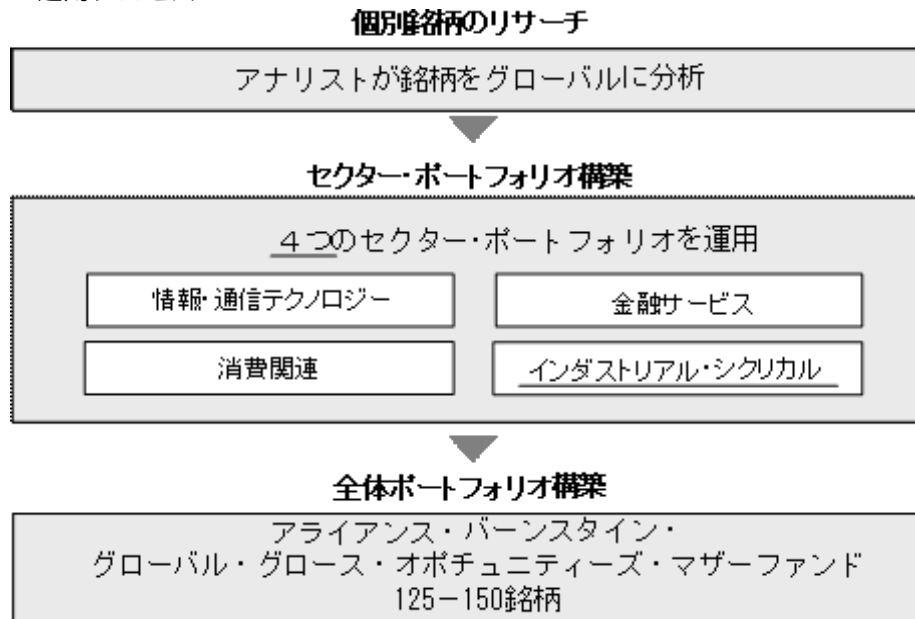 個別銘柄のリサーチ
アナリストが銘柄をグローバルに分析
セクター・ポートフォリオ構築
４つのセクター・ポートフォリオを運用
情報・通信テクノロジー
金融サービス
消費関連
インダストリアル・シクリカル
全体ポートフォリオ構築
アライアンス・バーンスタイン・
グローバル・グロース・オポチュニティーズ・マザーファンド
125－150銘柄